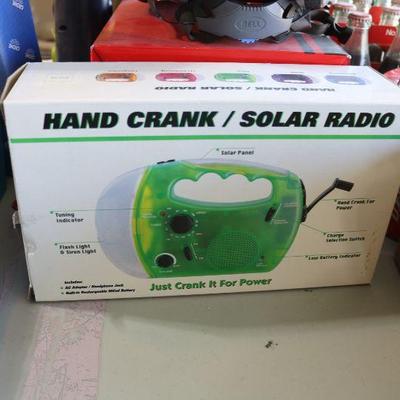 HAND CRANK / SOLAR RADIO
HAND CRANK / SOLAR RADIO
Solar Panel
Hand Crank For
Power
Tuning
Indicator
Charge
Selection Switch
Flash Light
& Siren Light
Low Battery Indicator
Includes:
AC Adaptor / Headphone Jack
Built-in Rechargeable NiCad Battery
Just Crank It For Power
BELL